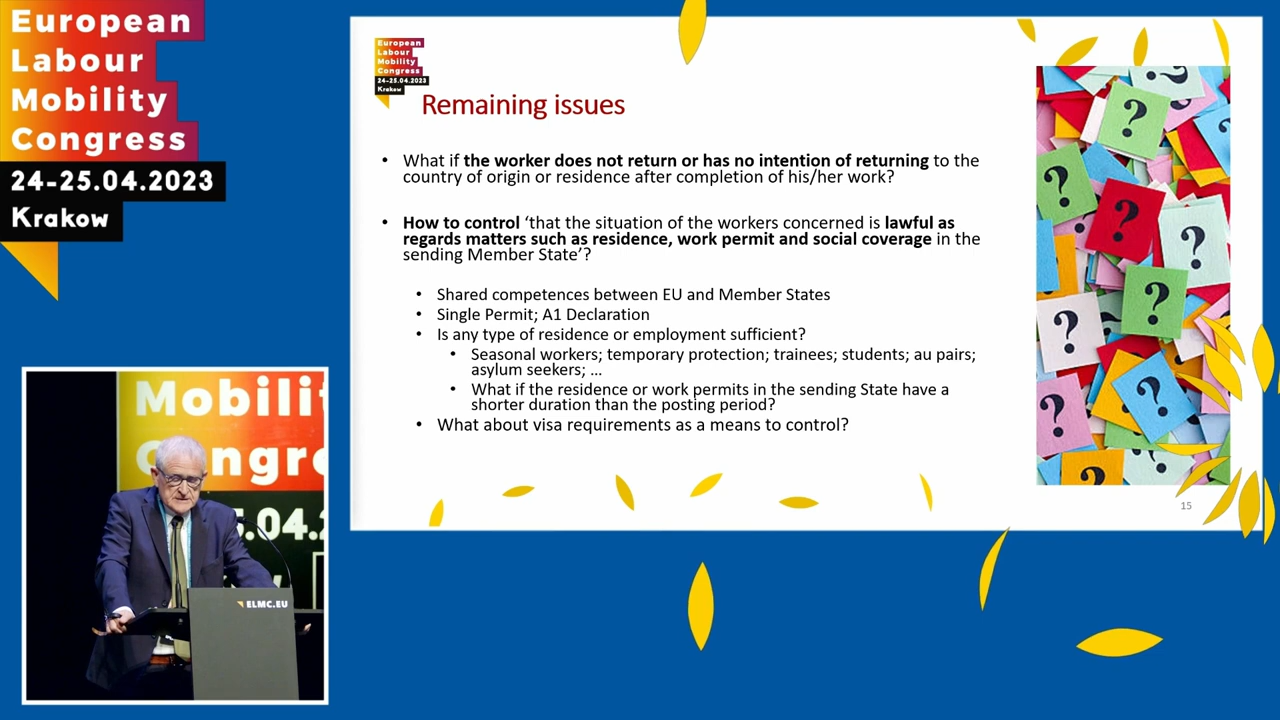 European
Labour
Mobility
Congress
24-25.04.2023
Krakow
European
Labour
Mobility
Congress
24-25.04.2023
Krakow
Remaining issues
• What if the worker does not return or has no intention of returning to the
country of origin or residence after completion of his/her work?
• How to control ‘that the situation of the workers concerned is lawful as
regards matters such as residence, work permit and social coverage in the
sending Member State’?
• Shared competences between EU and Member States
• Single Permit; A1 Declaration
• Is any type of residence or employment sufficient?
• Seasonal workers; temporary protection; trainees; students; au pairs;
asylum seekers; ...
• What if the residence or work permits in the sending State have a
shorter duration than the posting period?
• What about visa requirements as a means to control?
15
Mobili
ongre
5.04.2
ELMC.EU